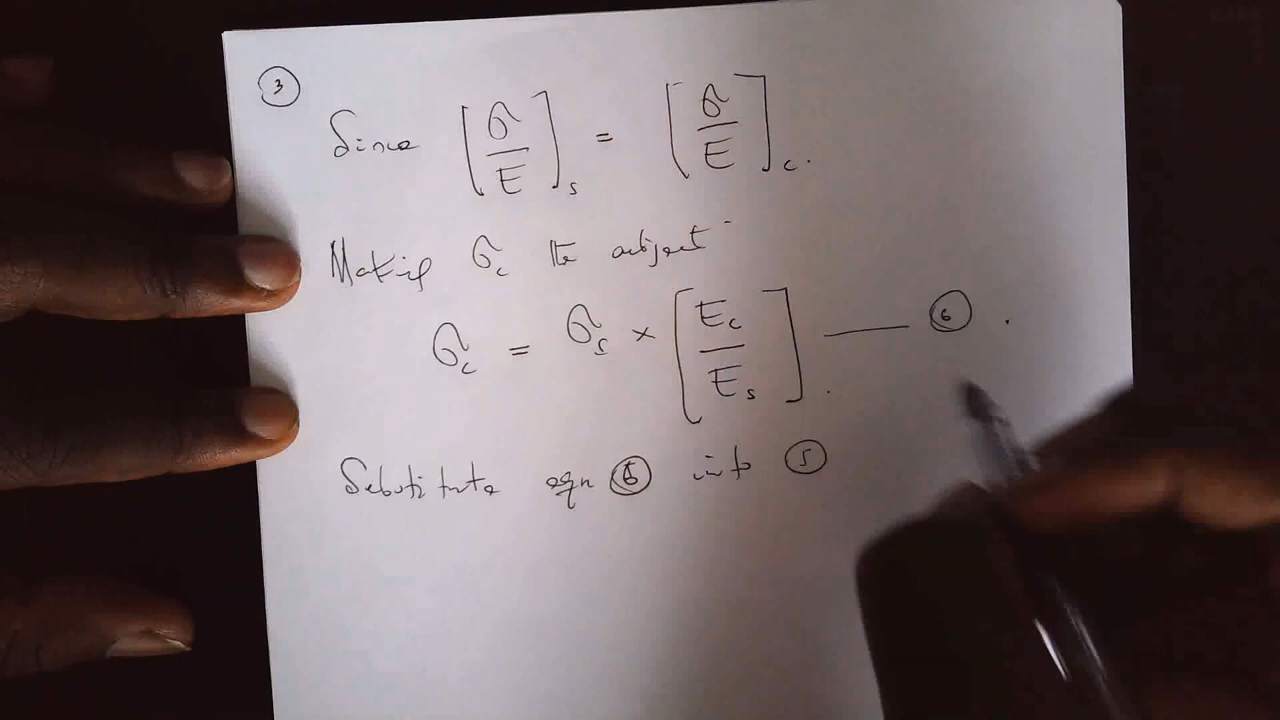 ③
Since [σ/E]s = [σ/E]c.
Making σc the subject
σc = σs × [Ec/Es]. —— ⑥.
Substitute eqn ⑥ into ⑤